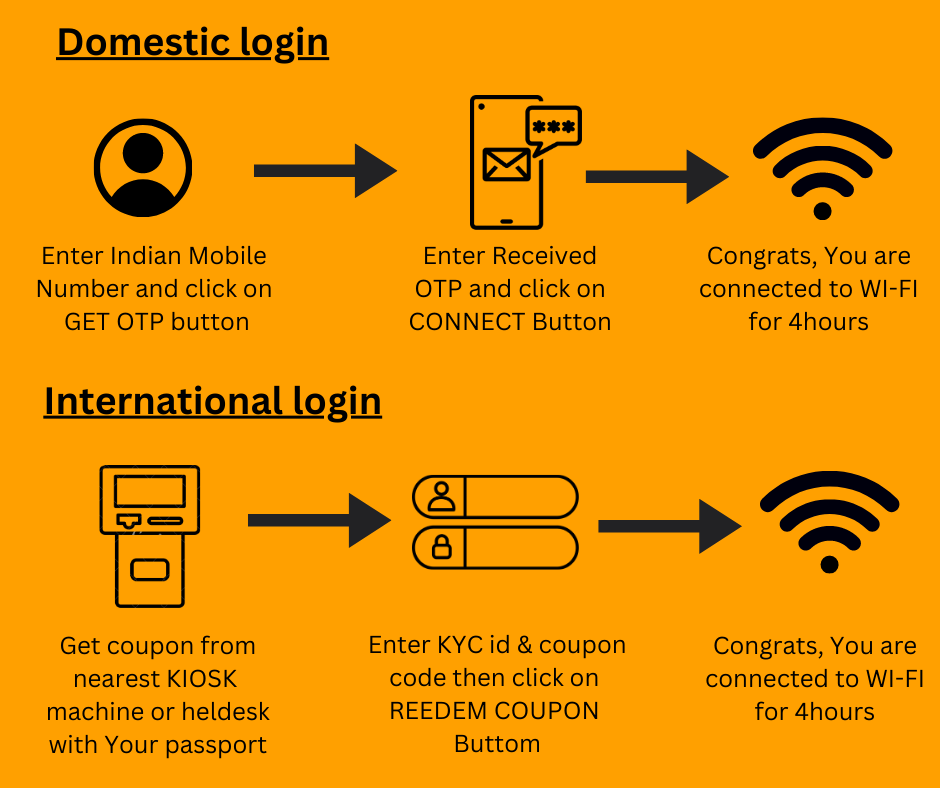 Domestic login
***
Enter Indian Mobile
Number and click on
GET OTP button
Enter Received
OTP and click on
CONNECT Button
Congrats, You are
connected to WI-FI
for 4hours
International login
Get coupon from
nearest KIOSK
machine or heldesk
with Your passport
Enter KYC id & coupon
code then click on
REEDEM COUPON
Buttom
Congrats, You are
connected to WI-FI
for 4hours